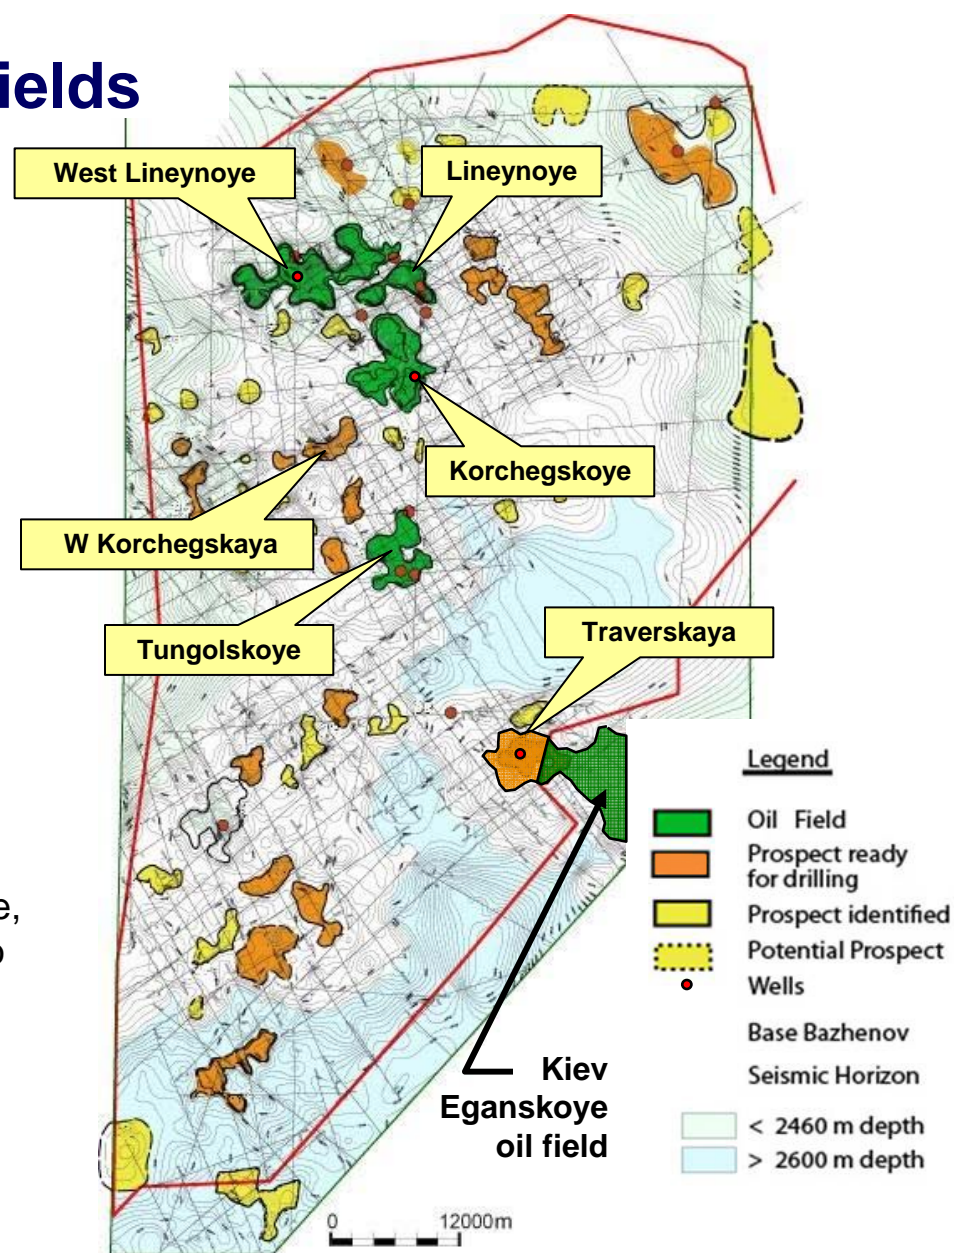 ields
West Lineynoye
Lineynoye
Korchegskoye
W Korchegskaya
Tungolskoye
Traverskaya
e,
Legend
Oil Field
Prospect ready
for drilling
Prospect identified
Potential Prospect
Wells
Base Bazhenov
Seismic Horizon
< 2460 m depth
> 2600 m depth
Kiev
Eganskoye
oil field
0 12000m